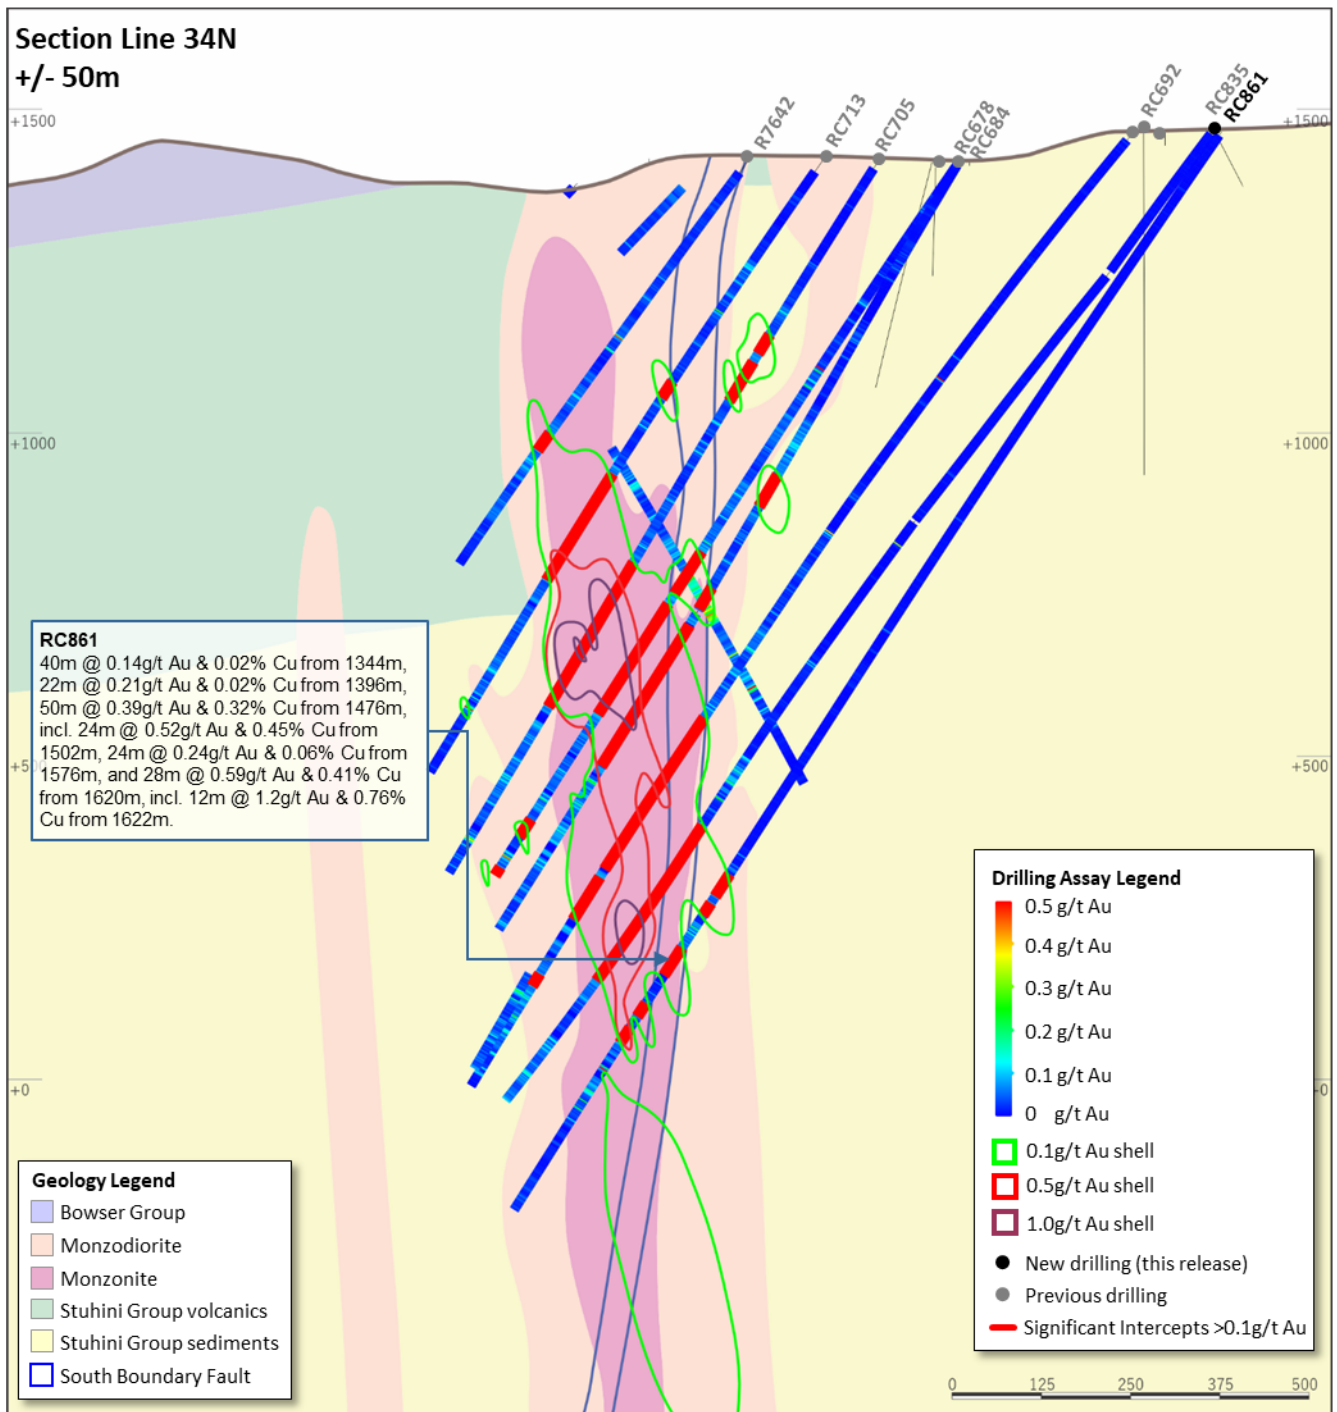 Section Line 34N
+/- 50m
R7642
RC713
RC705
RC678
RC684
RC692
RC835
RC861
+1500
+1500
+1000
+1000
RC861
40m @ 0.14g/t Au & 0.02% Cu from 1344m,
22m @ 0.21g/t Au & 0.02% Cu from 1396m,
50m @ 0.39g/t Au & 0.32% Cu from 1476m,
incl. 24m @ 0.52g/t Au & 0.45% Cu from
1502m, 24m @ 0.24g/t Au & 0.06% Cu from
1576m, and 28m @ 0.59g/t Au & 0.41% Cu
from 1620m, incl. 12m @ 1.2g/t Au & 0.76%
Cu from 1622m.
+500
+500
+0
+0
Drilling Assay Legend
0.5 g/t Au
0.4 g/t Au
0.3 g/t Au
0.2 g/t Au
0.1 g/t Au
0 g/t Au
0.1g/t Au shell
0.5g/t Au shell
1.0g/t Au shell
New drilling (this release)
Previous drilling
Significant Intercepts >0.1g/t Au
Geology Legend
Bowser Group
Monzodiorite
Monzonite
Stuhini Group volcanics
Stuhini Group sediments
South Boundary Fault
0 125 250 375 500